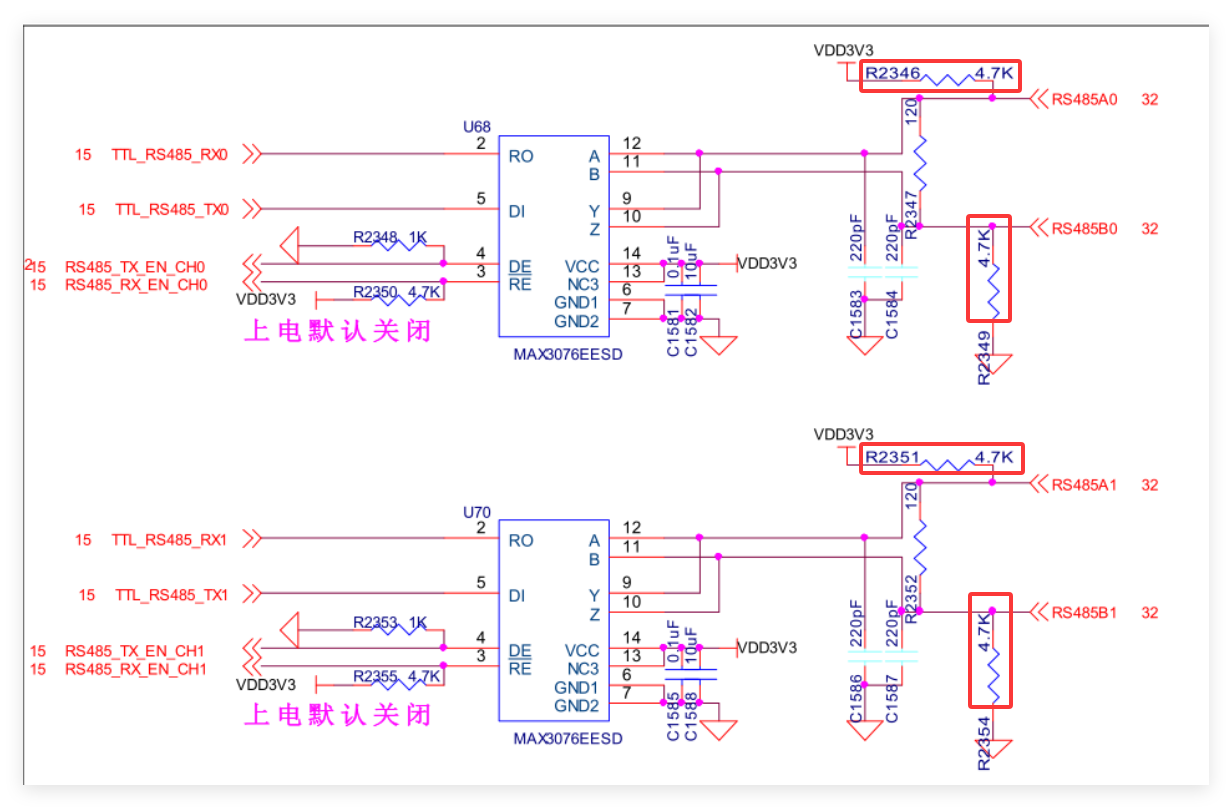 VDD3V3
R2346 4.7K
120
RS485A0 32
U68
2
12
15 TTL_RS485_RX0
RO
A
11
B
5
9
15 TTL_RS485_TX0
DI
Y
10
Z
R2347
4.7K
RS485B0 32
R2348 1K
220pF
220pF
0.1uF
10uF
2
15 RS485_TX_EN_CH0
4
DE
VCC
14
VDD3V3
15 RS485_RX_EN_CH0
3
RE
NC3
13
VDD3V3
R2350 4.7K
GND1
6
GND2
7
C1581
C1582
C1583
C1584
上电默认关闭
MAX3076EESD
R2349
VDD3V3
R2351 4.7K
120
RS485A1 32
U70
2
12
15 TTL_RS485_RX1
RO
A
11
B
5
9
15 TTL_RS485_TX1
DI
Y
10
Z
R2352
4.7K
RS485B1 32
R2353 1K
220pF
220pF
0.1uF
10uF
15 RS485_TX_EN_CH1
4
DE
VCC
14
VDD3V3
15 RS485_RX_EN_CH1
3
RE
NC3
13
VDD3V3
R2355 4.7K
GND1
6
GND2
7
C1585
C1588
C1586
C1587
上电默认关闭
MAX3076EESD
R2354